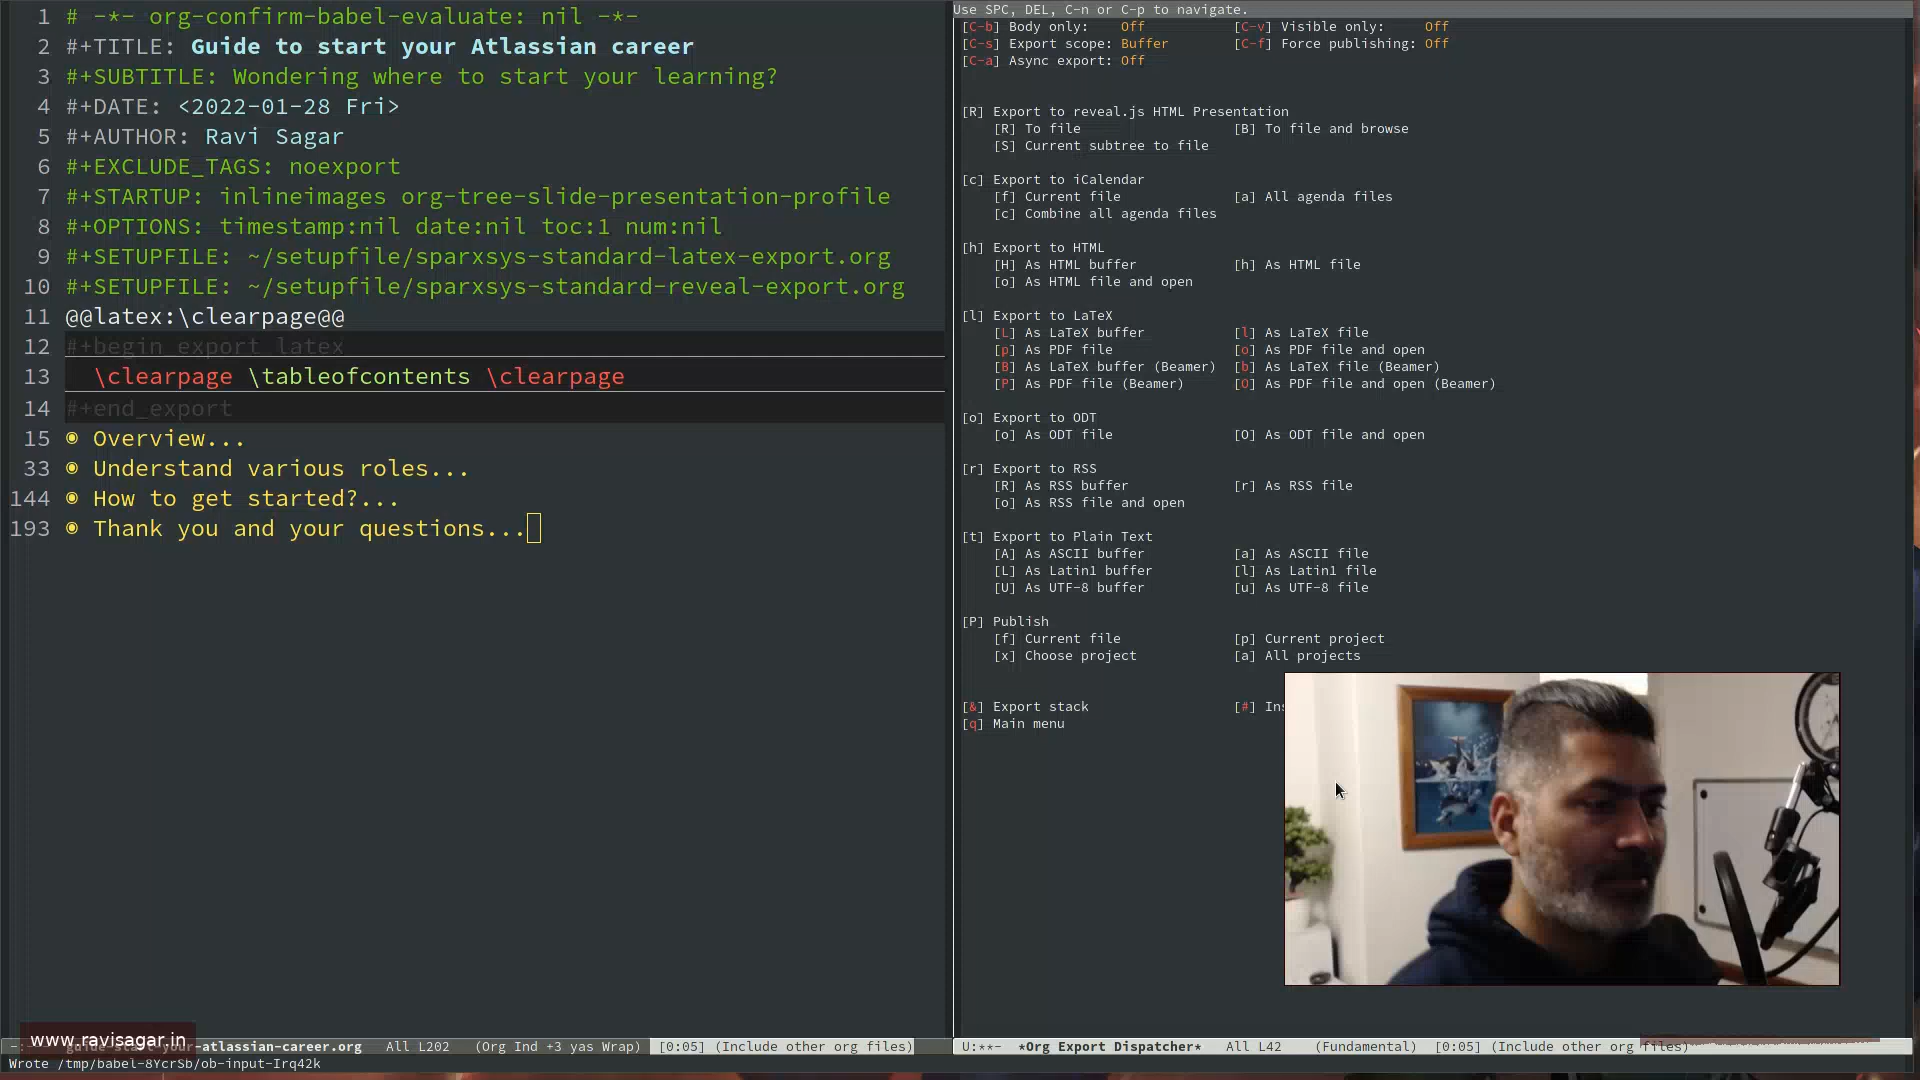 1 # -*- org-confirm-babel-evaluate: nil -*-
2 #+TITLE: Guide to start your Atlassian career
3 #+SUBTITLE: Wondering where to start your learning?
4 #+DATE: <2022-01-28 Fri>
5 #+AUTHOR: Ravi Sagar
6 #+EXCLUDE_TAGS: noexport
7 #+STARTUP: inlineimages org-tree-slide-presentation-profile
8 #+OPTIONS: timestamp:nil date:nil toc:1 num:nil
9 #+SETUPFILE: ~/setupfile/sparxsys-standard-latex-export.org
10 #+SETUPFILE: ~/setupfile/sparxsys-standard-reveal-export.org
11 @@latex:\clearpage@@
12 #+begin_export latex
13 \clearpage \tableofcontents \clearpage
14 #+end_export
15 ◉ Overview...
33 ◉ Understand various roles...
144 ◉ How to get started?...
193 ◉ Thank you and your questions...
www.ravisagar.in
-atlassian-career.org All L202 (Org Ind +3 yas Wrap) [0:05] (Include other org files)
Wrote /tmp/babel-8YcrSb/ob-input-Irq42k
Use SPC, DEL, C-n or C-p to navigate.
[C-b] Body only: Off [C-v] Visible only: Off
[C-s] Export scope: Buffer [C-f] Force publishing: Off
[C-a] Async export: Off
[R] Export to reveal.js HTML Presentation
[R] To file [B] To file and browse
[S] Current subtree to file
[c] Export to iCalendar
[f] Current file [a] All agenda files
[c] Combine all agenda files
[h] Export to HTML
[H] As HTML buffer [h] As HTML file
[o] As HTML file and open
[l] Export to LaTeX
[L] As LaTeX buffer [l] As LaTeX file
[p] As PDF file [o] As PDF file and open
[B] As LaTeX buffer (Beamer) [b] As LaTeX file (Beamer)
[P] As PDF file (Beamer) [O] As PDF file and open (Beamer)
[o] Export to ODT
[o] As ODT file [O] As ODT file and open
[r] Export to RSS
[R] As RSS buffer [r] As RSS file
[o] As RSS file and open
[t] Export to Plain Text
[A] As ASCII buffer [a] As ASCII file
[L] As Latin1 buffer [l] As Latin1 file
[U] As UTF-8 buffer [u] As UTF-8 file
[P] Publish
[f] Current file [p] Current project
[x] Choose project [a] All projects
[&] Export stack [#] Ins
[q] Main menu
U:**- *Org Export Dispatcher* All L42 (Fundamental) [0:05] (Include other org files)